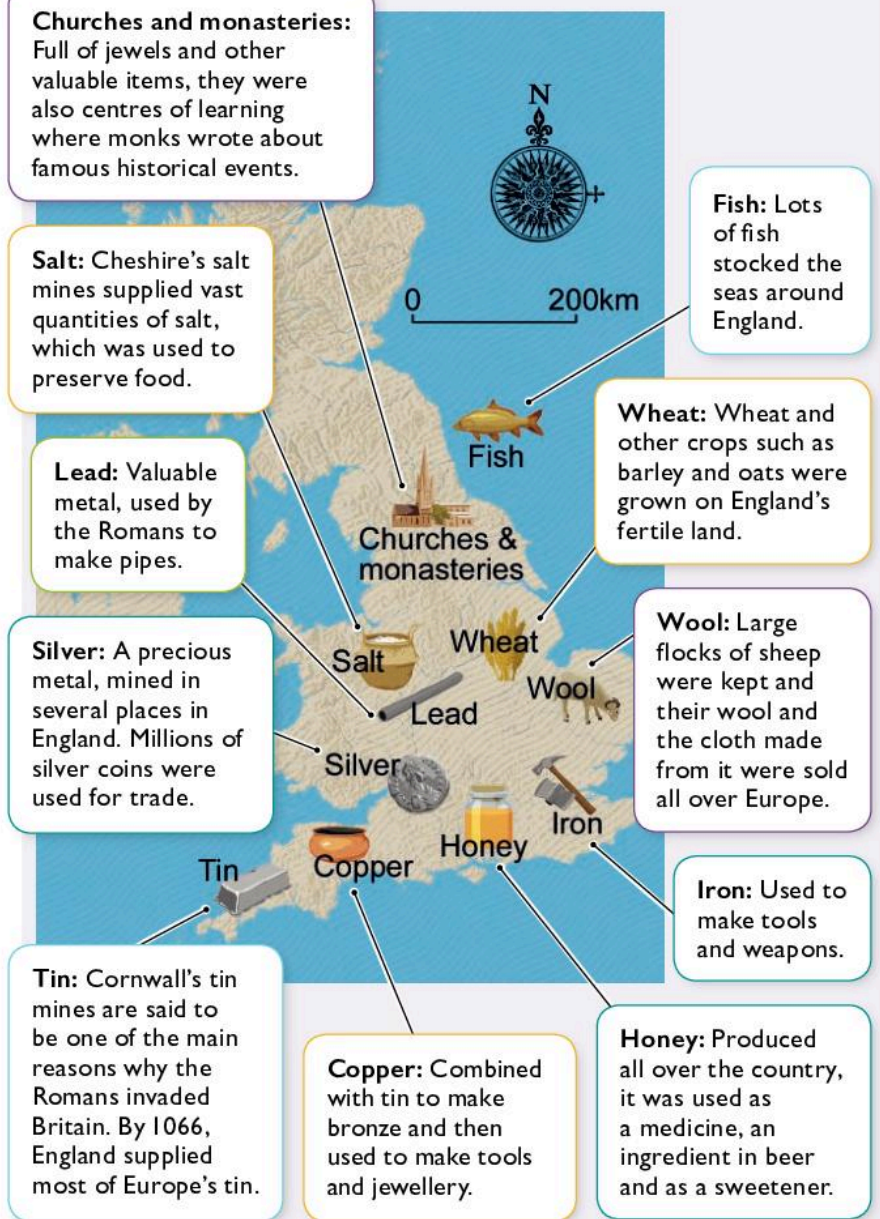 Churches and monasteries:
Full of jewels and other
valuable items, they were
also centres of learning
where monks wrote about
famous historical events.
N
0 200km
Fish: Lots
of fish
stocked the
seas around
England.
Salt: Cheshire's salt
mines supplied vast
quantities of salt,
which was used to
preserve food.
Fish
Wheat: Wheat and
other crops such as
barley and oats were
grown on England's
fertile land.
Lead: Valuable
metal, used by
the Romans to
make pipes.
Churches &
monasteries
Wool: Large
flocks of sheep
were kept and
their wool and
the cloth made
from it were sold
all over Europe.
Silver: A precious
metal, mined in
several places in
England. Millions of
silver coins were
used for trade.
Salt
Wheat
Wool
Lead
Silver
Iron
Honey
Copper
Tin
Iron: Used to
make tools
and weapons.
Tin: Cornwall's tin
mines are said to
be one of the main
reasons why the
Romans invaded
Britain. By 1066,
England supplied
most of Europe's tin.
Copper: Combined
with tin to make
bronze and then
used to make tools
and jewellery.
Honey: Produced
all over the country,
it was used as
a medicine, an
ingredient in beer
and as a sweetener.